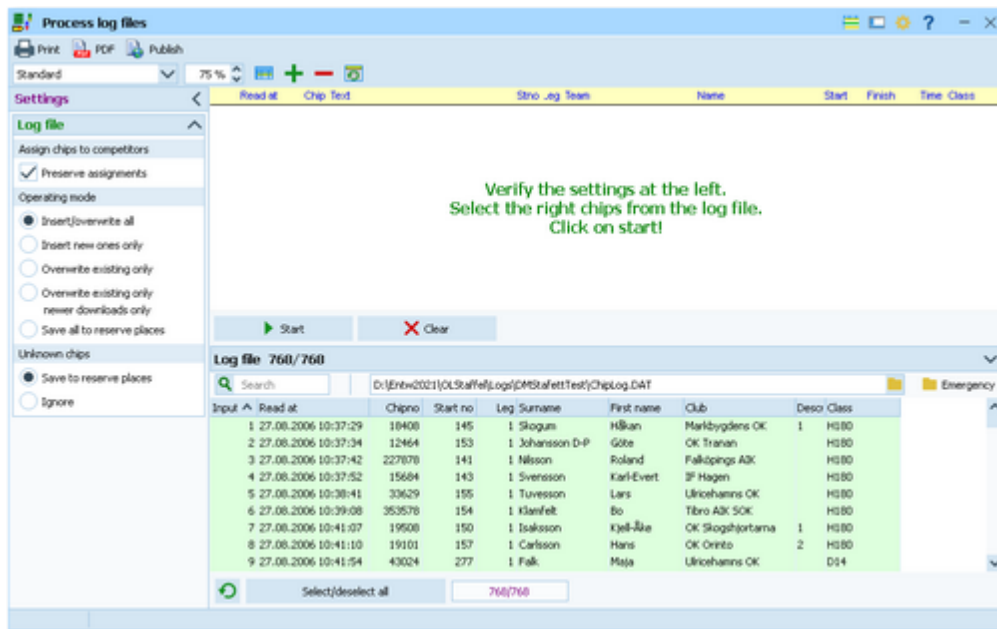 Process log files
Print PDF Publish
Standard 75 %
Settings
Log file
Assign chips to competitors
Preserve assignments
Operating mode
Insert/overwrite all
Insert new ones only
Overwrite existing only
Overwrite existing only
newer downloads only
Save all to reserve places
Unknown chips
Save to reserve places
Ignore
Read at Chip Text Stno .eg Team Name Start Finish Time Class
Verify the settings at the left.
Select the right chips from the log file.
Click on start!
Start Clear
Log file 768/768
Search D:\Entw2021\OLStaffel\Logs\DMStafettTest\ChipLog.DAT Emergency
Input Read at Chipno Start no Leg Surname First name Club Descr Class
1 27.08.2006 10:37:29 18408 145 1 Skogum Håkan Markbygdens OK 1 H180
2 27.08.2006 10:37:34 12464 153 1 Johansson D-P Göte OK Tranan H180
3 27.08.2006 10:37:42 227878 141 1 Nilsson Roland Falköpings AIK H180
4 27.08.2006 10:37:52 15684 143 1 Svensson Karl-Evert IF Hagen H180
5 27.08.2006 10:38:41 33629 155 1 Tuvesson Lars Ulricehamns OK H180
6 27.08.2006 10:39:08 353578 154 1 Klamfelt Bo Tibro AIK SOK H180
7 27.08.2006 10:41:07 19508 150 1 Isaksson Kjell-Åke OK Skogshjortarna 1 H180
8 27.08.2006 10:41:10 19101 157 1 Carlsson Hans OK Orinto 2 H180
9 27.08.2006 10:41:54 43024 277 1 Falk Maja Ulricehamns OK D14
Select/deselect all 768/768